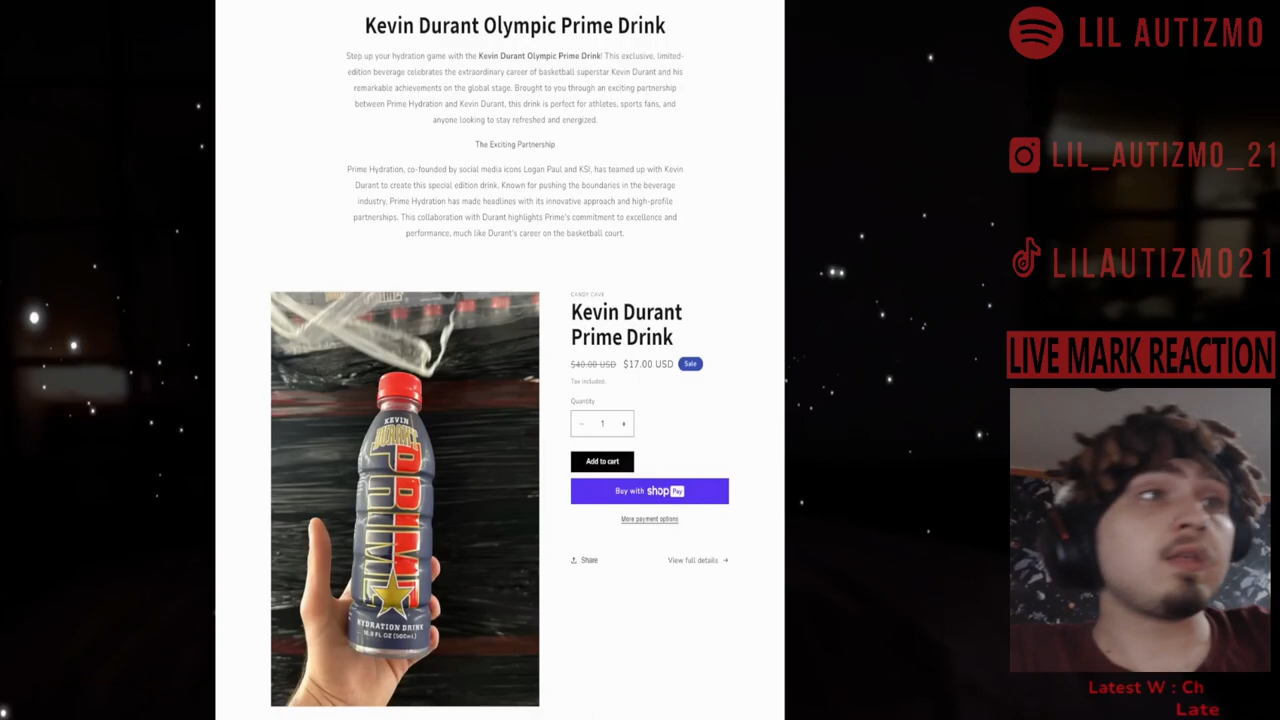 Kevin Durant Olympic Prime Drink
Step up your hydration game with the Kevin Durant Olympic Prime Drink! This exclusive, limited-
edition beverage celebrates the extraordinary career of basketball superstar Kevin Durant and his
remarkable achievements on the global stage. Brought to you through an exciting partnership
between Prime Hydration and Kevin Durant, this drink is perfect for athletes, sports fans, and
anyone looking to stay refreshed and energized.
The Exciting Partnership
Prime Hydration, co-founded by social media icons Logan Paul and KSI, has teamed up with Kevin
Durant to create this special edition drink. Known for pushing the boundaries in the beverage
industry, Prime Hydration has made headlines with its innovative approach and high-profile
partnerships. This collaboration with Durant highlights Prime's commitment to excellence and
performance, much like Durant's career on the basketball court.
KEVIN
DURANT
PRIME
HYDRATION DRINK
16.9 FL OZ (500mL)
CANDY CAVE
Kevin Durant
Prime Drink
$40.00 USD $17.00 USD Sale
Tax included.
Quantity
− 1 +
Add to cart
Buy with shop Pay
More payment options
Share View full details →
LIL AUTIZMO
LIL_AUTIZMO_21
LILAUTIZMO21
LIVE MARK REACTION
Latest W : Ch
Late